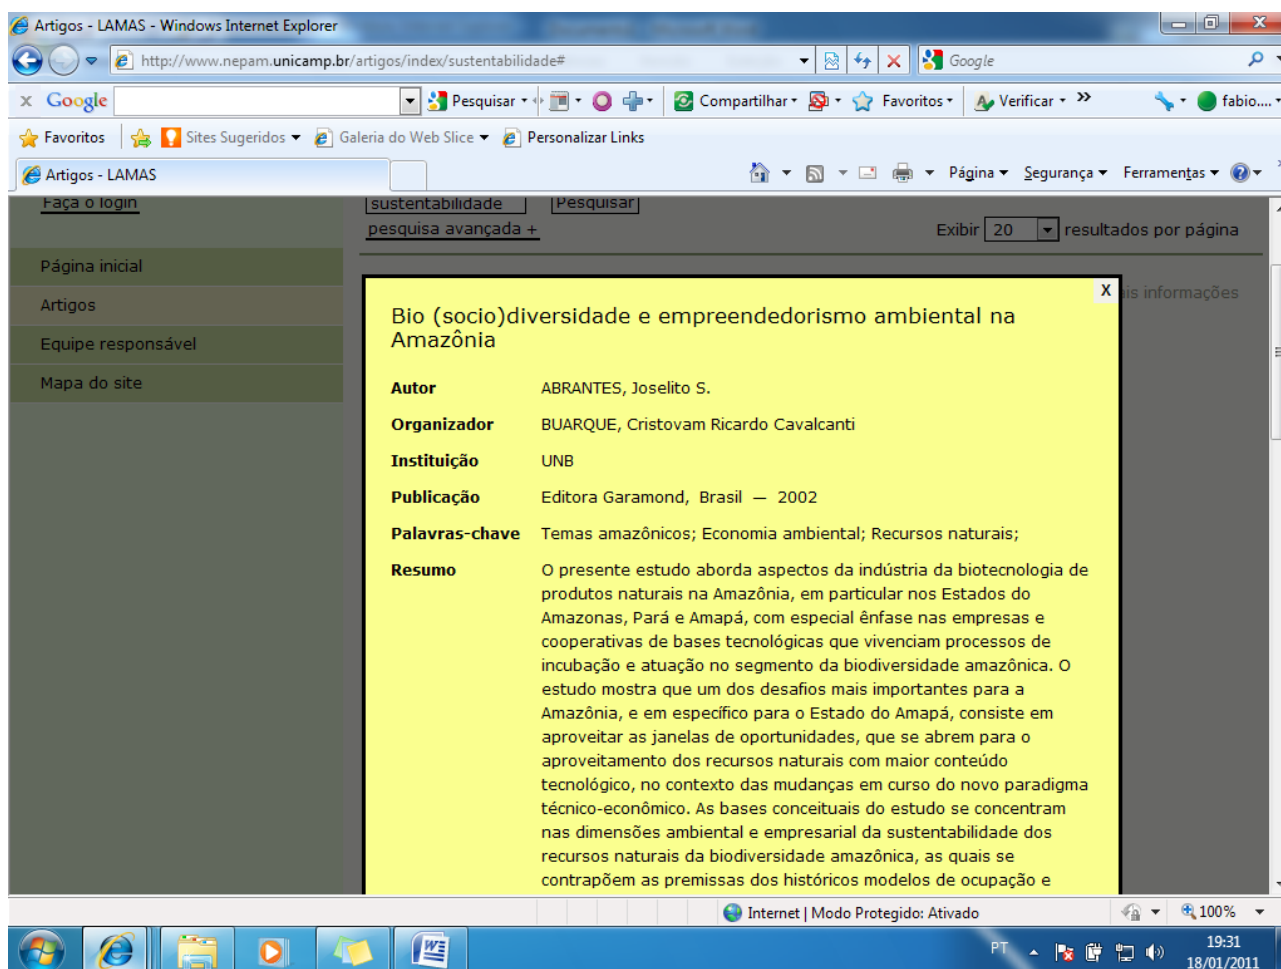 Artigos - LAMAS - Windows Internet Explorer
http://www.nepam.unicamp.br/artigos/index/sustentabilidade#
Google
x Google Pesquisar Compartilhar Favoritos Verificar >> fabio....
Favoritos Sites Sugeridos Galeria do Web Slice Personalizar Links
Artigos - LAMAS Página Segurança Ferramentas
Faça o login
sustentabilidade Pesquisar
pesquisa avançada +
Exibir 20 resultados por página
Página inicial
Artigos
Equipe responsável
Mapa do site
is informações
X
Bio (socio)diversidade e empreendedorismo ambiental na
Amazônia
Autor ABRANTES, Joselito S.
Organizador BUARQUE, Cristovam Ricardo Cavalcanti
Instituição UNB
Publicação Editora Garamond, Brasil — 2002
Palavras-chave Temas amazônicos; Economia ambiental; Recursos naturais;
Resumo O presente estudo aborda aspectos da indústria da biotecnologia de
produtos naturais na Amazônia, em particular nos Estados do
Amazonas, Pará e Amapá, com especial ênfase nas empresas e
cooperativas de bases tecnológicas que vivenciam processos de
incubação e atuação no segmento da biodiversidade amazônica. O
estudo mostra que um dos desafios mais importantes para a
Amazônia, e em específico para o Estado do Amapá, consiste em
aproveitar as janelas de oportunidades, que se abrem para o
aproveitamento dos recursos naturais com maior conteúdo
tecnológico, no contexto das mudanças em curso do novo paradigma
técnico-econômico. As bases conceituais do estudo se concentram
nas dimensões ambiental e empresarial da sustentabilidade dos
recursos naturais da biodiversidade amazônica, as quais se
contrapõem as premissas dos históricos modelos de ocupação e
Internet | Modo Protegido: Ativado 100%
PT 19:31
18/01/2011